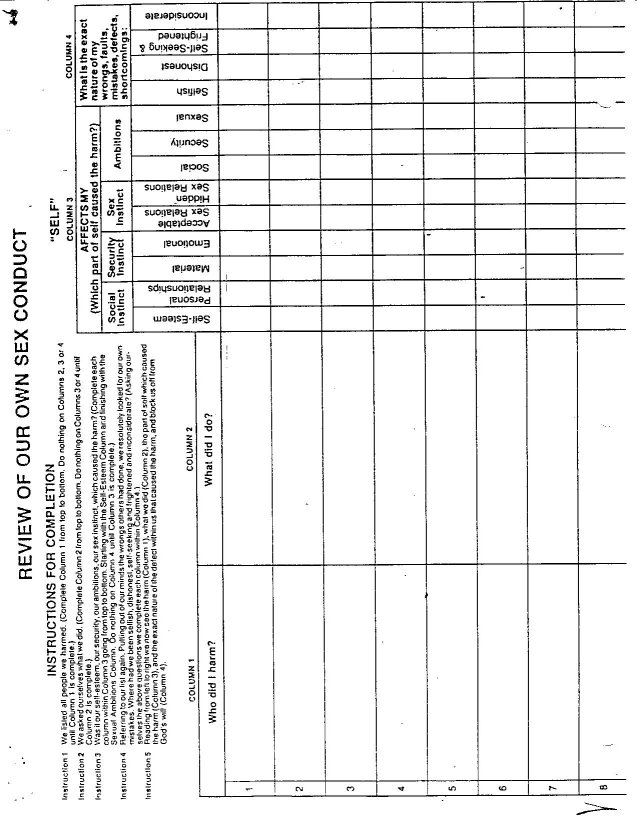 REVIEW OF OUR OWN SEX CONDUCT
INSTRUCTIONS FOR COMPLETION
Instruction 1 We listed all people we harmed. (Complete Column 1 from top to bottom. Do nothing on Columns 2, 3 or 4
until Column 1 is complete.)
Instruction 2 We asked ourselves what we did. (Complete Column 2 from top to bottom. Do nothing on Columns 3 or 4 until
Column 2 is complete.)
Instruction 3 Was it our self-esteem, our security, our ambitions, our sex instinct, which caused the harm? (Complete each
column within Column 3 going from top to bottom. Starting with the Self-Esteem Column and finishing with the
Sexual Ambitions Column. Do nothing on Column 4 until Column 3 is complete.)
Instruction 4 Referring to our list again. Putting out of our minds the wrongs others had done, we resolutely looked for our own
mistakes. Where had we been selfish, dishonest, self-seeking and frightened and inconsiderate? (Asking our-
selves the above questions we complete each column within Column 4.)
Instruction 5 Reading from left to right we now see the harm (Column 1), what we did (Column 2), the part of self which caused
the harm (Column 3), and the exact nature of the defect within us that caused the harm, and block us off from
God's will (Column 4).
"SELF"
COLUMN 1
COLUMN 2
COLUMN 3
COLUMN 4
Who did I harm?
What did I do?
AFFECTS MY
(Which part of self caused the harm?)
What is the exact
nature of my
wrongs, faults,
mistakes, defects,
shortcomings:
Social
Instinct
Security
Instinct
Sex
Instinct
Ambitions
Self-Esteem
Personal
Relationships
Material
Emotional
Acceptable
Sex Relations
Hidden
Sex Relations
Social
Security
Sexual
Selfish
Dishonest
Self-Seeking &
Frightened
Inconsiderate
1
2
3
4
5
6
7
8